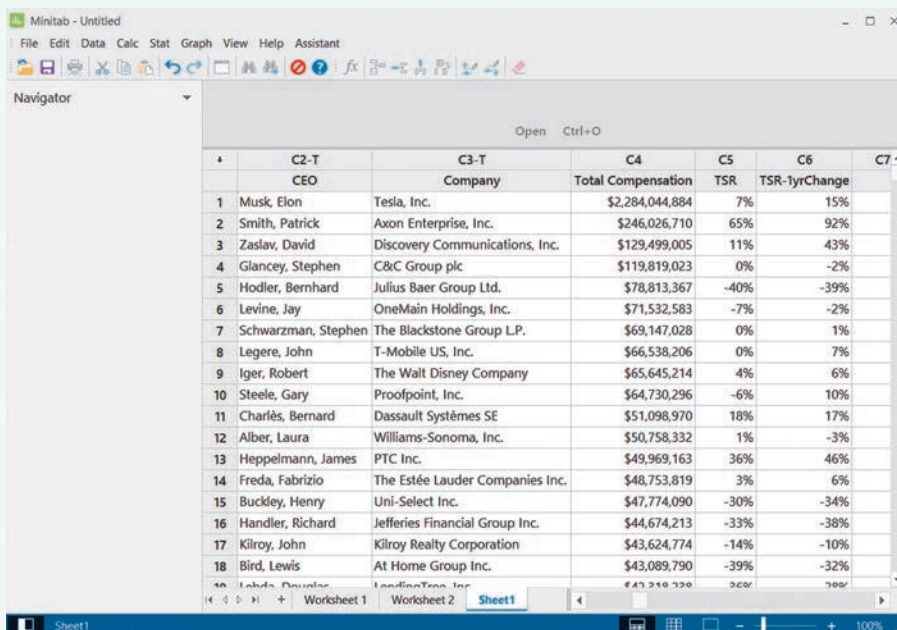 Minitab - Untitled
File Edit Data Calc Stat Graph View Help Assistant
Navigator
Open Ctrl+O
C2-T C3-T C4 C5 C6 C7
CEO Company Total Compensation TSR TSR-1yrChange
1 Musk, Elon Tesla, Inc. $2,284,044,884 7% 15%
2 Smith, Patrick Axon Enterprise, Inc. $246,026,710 65% 92%
3 Zaslav, David Discovery Communications, Inc. $129,499,005 11% 43%
4 Glancey, Stephen C&C Group plc $119,819,023 0% -2%
5 Hodler, Bernhard Julius Baer Group Ltd. $78,813,367 -40% -39%
6 Levine, Jay OneMain Holdings, Inc. $71,532,583 -7% -2%
7 Schwarzman, Stephen The Blackstone Group L.P. $69,147,028 0% 1%
8 Legere, John T-Mobile US, Inc. $66,538,206 0% 7%
9 Iger, Robert The Walt Disney Company $65,645,214 4% 6%
10 Steele, Gary Proofpoint, Inc. $64,730,296 -6% 10%
11 Charlès, Bernard Dassault Systèmes SE $51,098,970 18% 17%
12 Alber, Laura Williams-Sonoma, Inc. $50,758,332 1% -3%
13 Heppelmann, James PTC Inc. $49,969,163 36% 46%
14 Freda, Fabrizio The Estée Lauder Companies Inc. $48,753,819 3% 6%
15 Buckley, Henry Uni-Select Inc. $47,774,090 -30% -34%
16 Handler, Richard Jefferies Financial Group Inc. $44,674,213 -33% -38%
17 Kilroy, John Kilroy Realty Corporation $43,624,774 -14% -10%
18 Bird, Lewis At Home Group Inc. $43,089,790 -39% -32%
Worksheet 1 Worksheet 2 Sheet1
Sheet1 100%